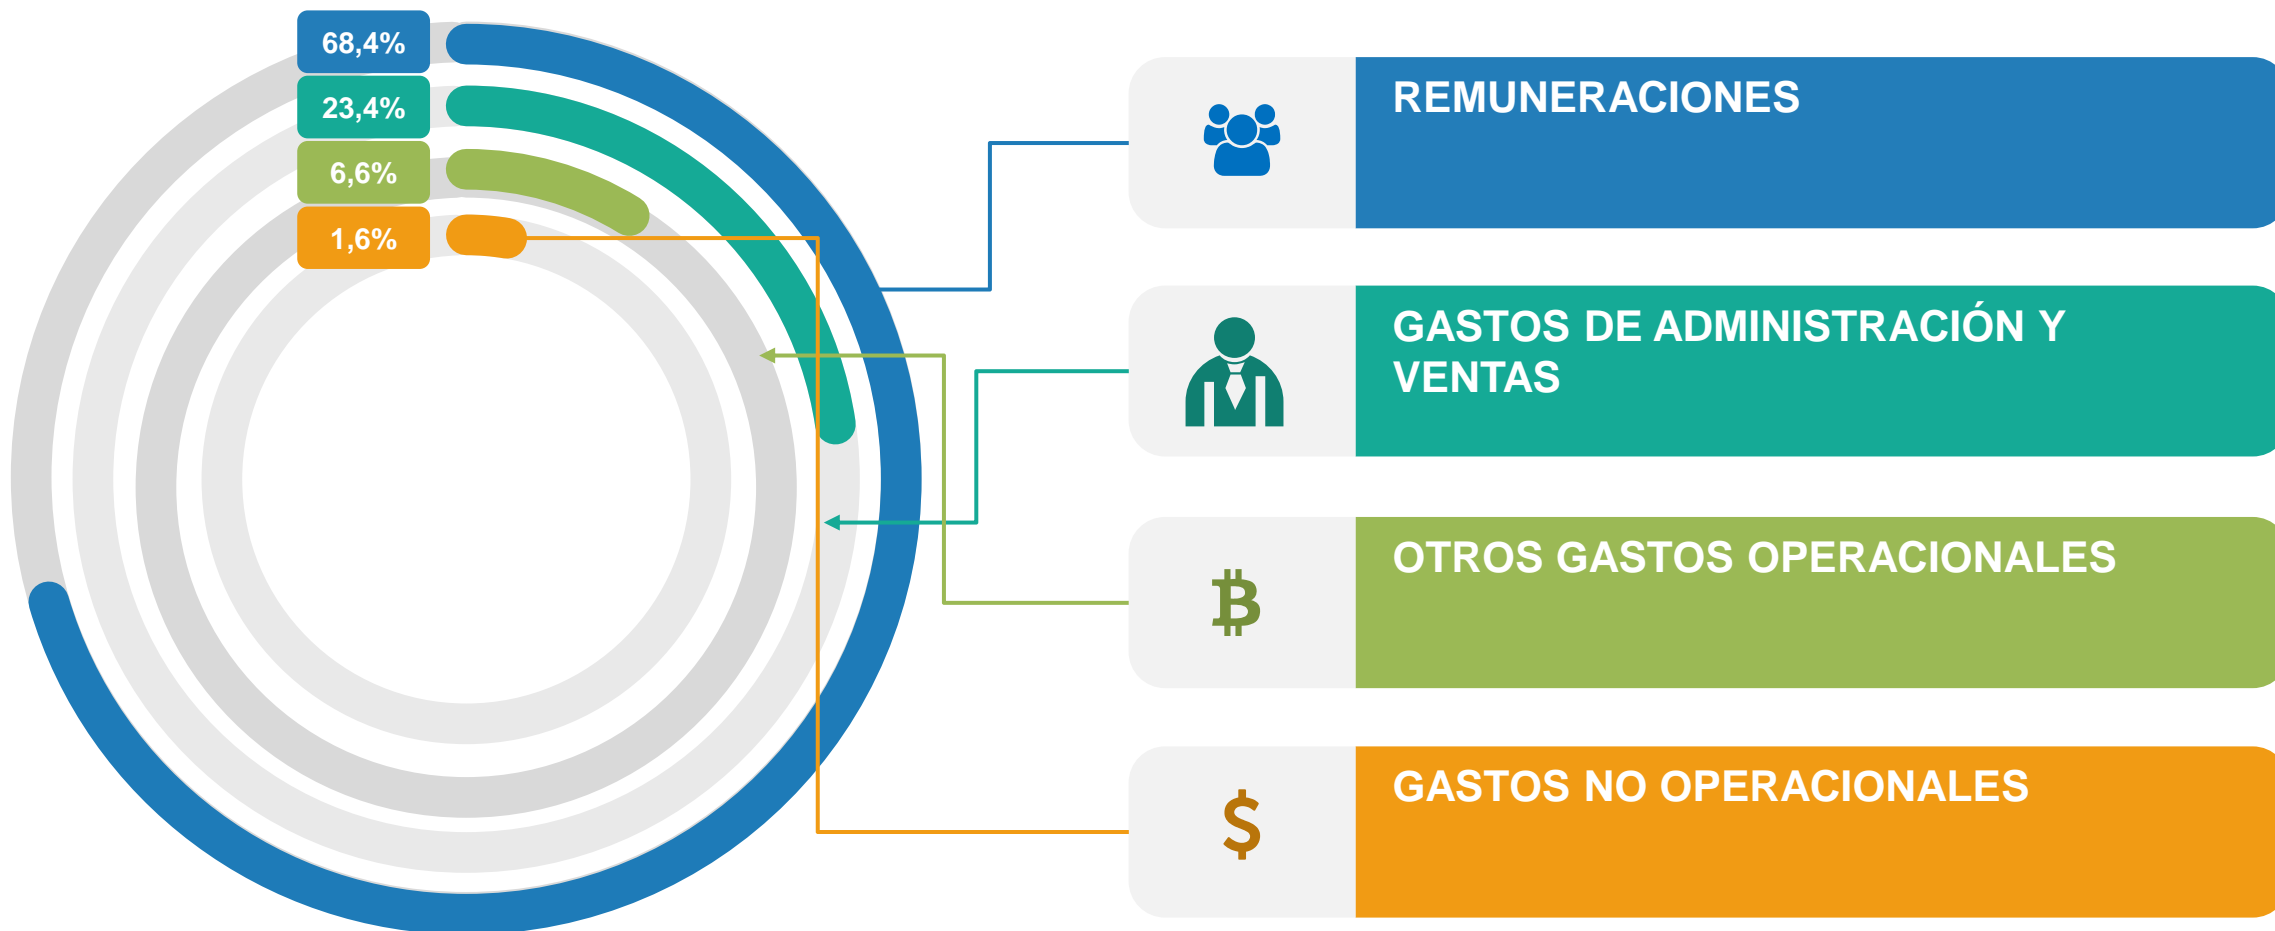 68,4%
23,4%
6,6%
1,6%
REMUNERACIONES
GASTOS DE ADMINISTRACIÓN Y
VENTAS
OTROS GASTOS OPERACIONALES
GASTOS NO OPERACIONALES